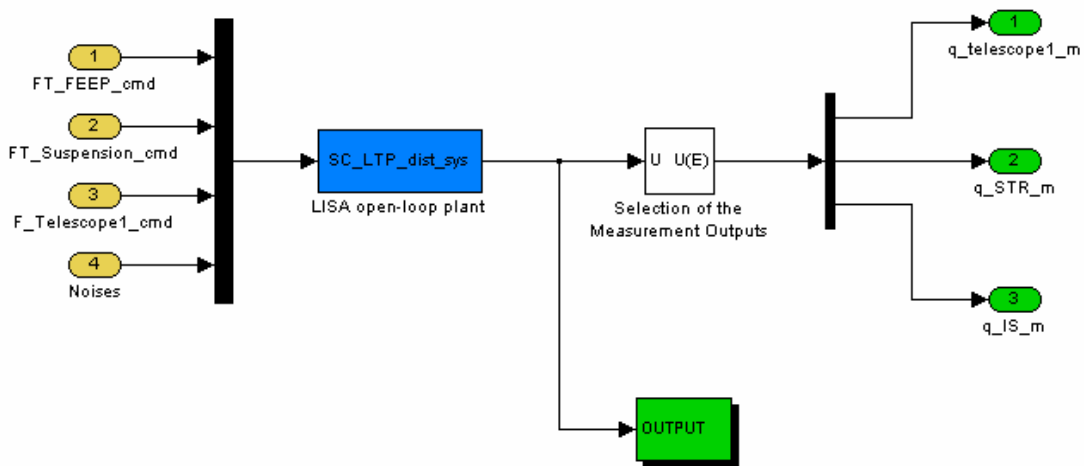 1
FT_FEEP_cmd
2
FT_Suspension_cmd
3
F_Telescope1_cmd
4
Noises
SC_LTP_dist_sys
LISA open-loop plant
U U(E)
Selection of the
Measurement Outputs
1
q_telescope1_m
2
q_STR_m
3
q_IS_m
OUTPUT